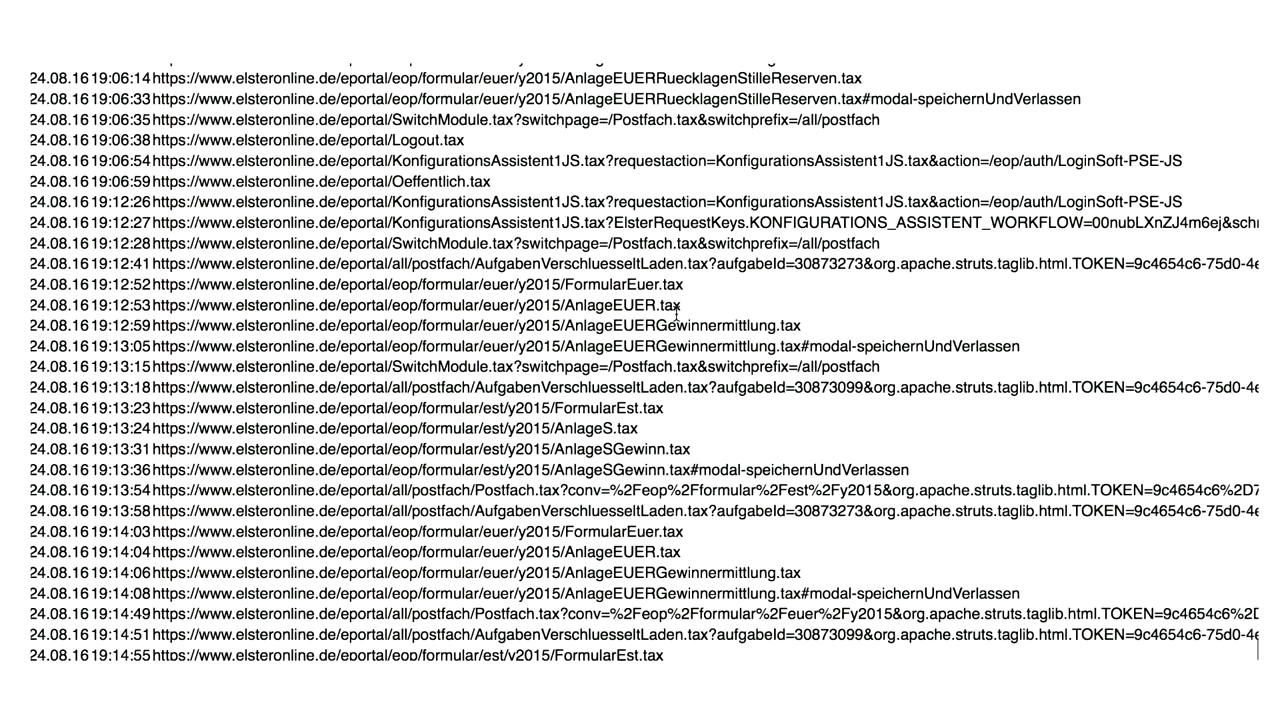 24.08.16 19:06:14 https://www.elsteronline.de/eportal/eop/formular/euer/y2015/AnlageEUERRuecklagenStilleReserven.tax
24.08.16 19:06:33 https://www.elsteronline.de/eportal/eop/formular/euer/y2015/AnlageEUERRuecklagenStilleReserven.tax#modal-speichernUndVerlassen
24.08.16 19:06:35 https://www.elsteronline.de/eportal/SwitchModule.tax?switchpage=/Postfach.tax&switchprefix=/all/postfach
24.08.16 19:06:38 https://www.elsteronline.de/eportal/Logout.tax
24.08.16 19:06:54 https://www.elsteronline.de/eportal/KonfigurationsAssistent1JS.tax?requestaction=KonfigurationsAssistent1JS.tax&action=/eop/auth/LoginSoft-PSE-JS
24.08.16 19:06:59 https://www.elsteronline.de/eportal/Oeffentlich.tax
24.08.16 19:12:26 https://www.elsteronline.de/eportal/KonfigurationsAssistent1JS.tax?requestaction=KonfigurationsAssistent1JS.tax&action=/eop/auth/LoginSoft-PSE-JS
24.08.16 19:12:27 https://www.elsteronline.de/eportal/KonfigurationsAssistent1JS.tax?ElsterRequestKeys.KONFIGURATIONS_ASSISTENT_WORKFLOW=00nubLXnZJ4m6ej&sch
24.08.16 19:12:28 https://www.elsteronline.de/eportal/SwitchModule.tax?switchpage=/Postfach.tax&switchprefix=/all/postfach
24.08.16 19:12:41 https://www.elsteronline.de/eportal/all/postfach/AufgabenVerschluesseltLaden.tax?aufgabeId=30873273&org.apache.struts.taglib.html.TOKEN=9c4654c6-75d0-4e
24.08.16 19:12:52 https://www.elsteronline.de/eportal/eop/formular/euer/y2015/FormularEuer.tax
24.08.16 19:12:53 https://www.elsteronline.de/eportal/eop/formular/euer/y2015/AnlageEUER.tax
24.08.16 19:12:59 https://www.elsteronline.de/eportal/eop/formular/euer/y2015/AnlageEUERGewinnermittlung.tax
24.08.16 19:13:05 https://www.elsteronline.de/eportal/eop/formular/euer/y2015/AnlageEUERGewinnermittlung.tax#modal-speichernUndVerlassen
24.08.16 19:13:15 https://www.elsteronline.de/eportal/SwitchModule.tax?switchpage=/Postfach.tax&switchprefix=/all/postfach
24.08.16 19:13:18 https://www.elsteronline.de/eportal/all/postfach/AufgabenVerschluesseltLaden.tax?aufgabeId=30873099&org.apache.struts.taglib.html.TOKEN=9c4654c6-75d0-4e
24.08.16 19:13:23 https://www.elsteronline.de/eportal/eop/formular/est/y2015/FormularEst.tax
24.08.16 19:13:24 https://www.elsteronline.de/eportal/eop/formular/est/y2015/AnlageS.tax
24.08.16 19:13:31 https://www.elsteronline.de/eportal/eop/formular/est/y2015/AnlageSGewinn.tax
24.08.16 19:13:36 https://www.elsteronline.de/eportal/eop/formular/est/y2015/AnlageSGewinn.tax#modal-speichernUndVerlassen
24.08.16 19:13:54 https://www.elsteronline.de/eportal/all/postfach/Postfach.tax?conv=%2Feop%2Fformular%2Fest%2Fy2015&org.apache.struts.taglib.html.TOKEN=9c4654c6%2D7
24.08.16 19:13:58 https://www.elsteronline.de/eportal/all/postfach/AufgabenVerschluesseltLaden.tax?aufgabeId=30873273&org.apache.struts.taglib.html.TOKEN=9c4654c6-75d0-4e
24.08.16 19:14:03 https://www.elsteronline.de/eportal/eop/formular/euer/y2015/FormularEuer.tax
24.08.16 19:14:04 https://www.elsteronline.de/eportal/eop/formular/euer/y2015/AnlageEUER.tax
24.08.16 19:14:06 https://www.elsteronline.de/eportal/eop/formular/euer/y2015/AnlageEUERGewinnermittlung.tax
24.08.16 19:14:08 https://www.elsteronline.de/eportal/eop/formular/euer/y2015/AnlageEUERGewinnermittlung.tax#modal-speichernUndVerlassen
24.08.16 19:14:49 https://www.elsteronline.de/eportal/all/postfach/Postfach.tax?conv=%2Feop%2Fformular%2Feuer%2Fy2015&org.apache.struts.taglib.html.TOKEN=9c4654c6%2D
24.08.16 19:14:51 https://www.elsteronline.de/eportal/all/postfach/AufgabenVerschluesseltLaden.tax?aufgabeId=30873099&org.apache.struts.taglib.html.TOKEN=9c4654c6-75d0-4e
24.08.16 19:14:55 https://www.elsteronline.de/eportal/eop/formular/est/y2015/FormularEst.tax